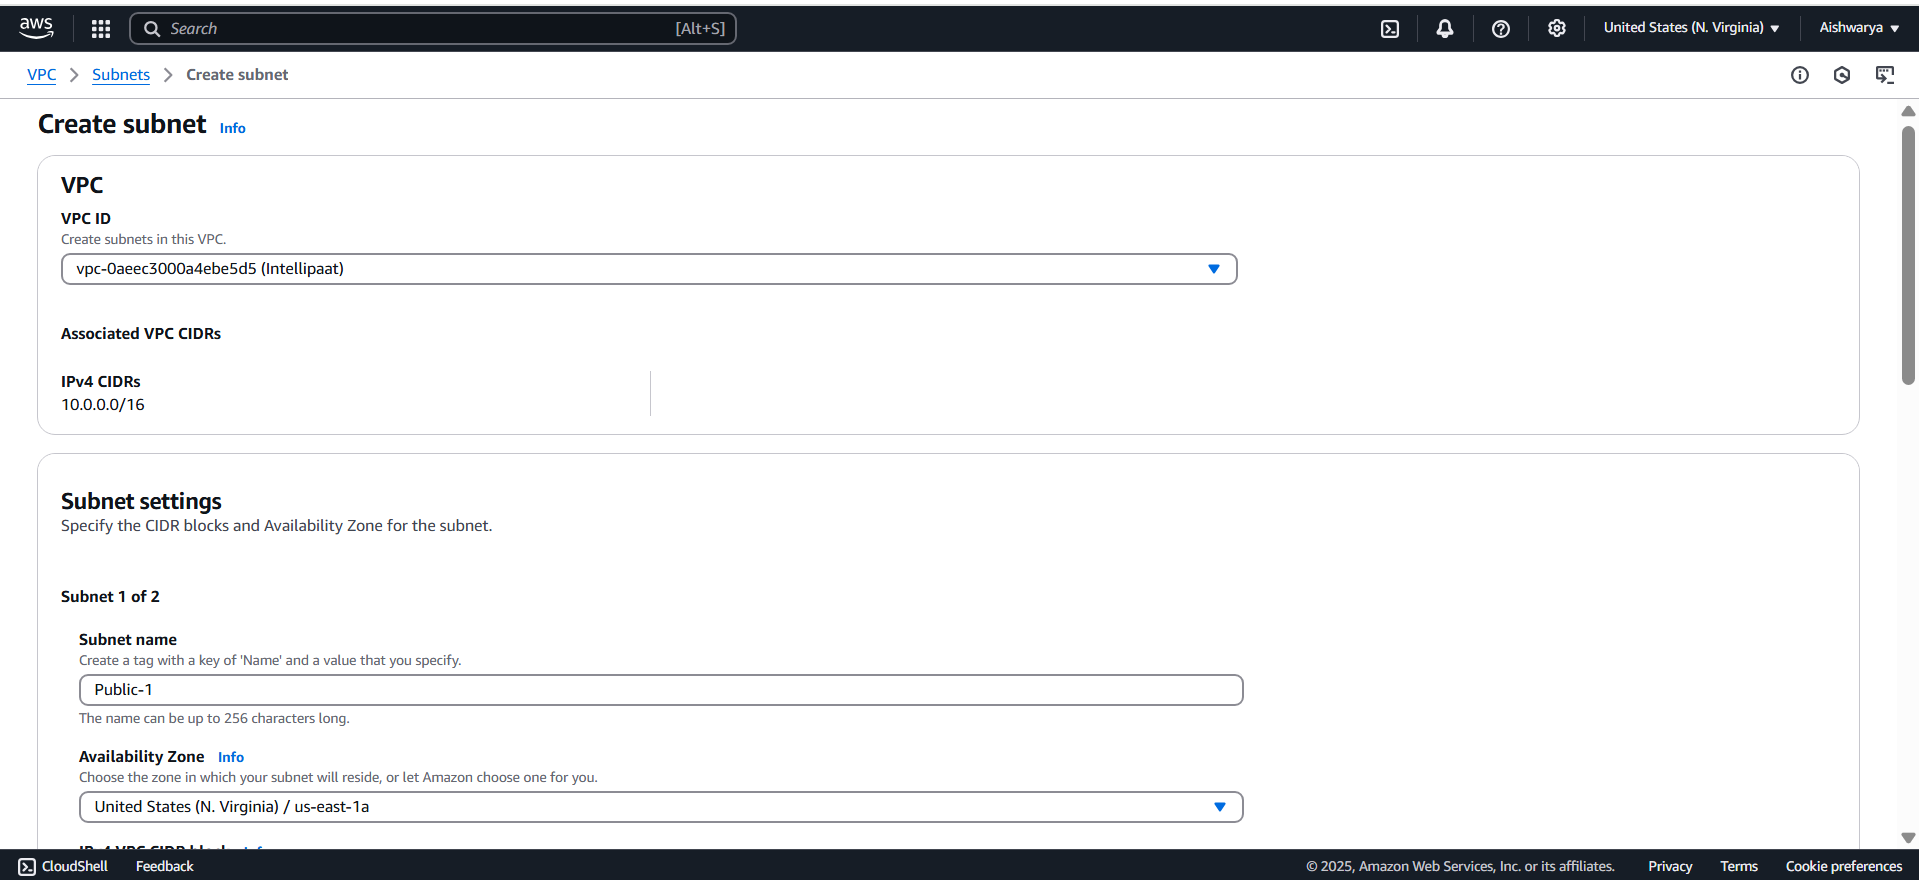 aws Search [Alt+S] United States (N. Virginia) Aishwarya
VPC Subnets Create subnet
Create subnet Info
VPC
VPC ID
Create subnets in this VPC.
vpc-0aeec3000a4ebe5d5 (Intellipaat)
Associated VPC CIDRs
IPv4 CIDRs
10.0.0.0/16
Subnet settings
Specify the CIDR blocks and Availability Zone for the subnet.
Subnet 1 of 2
Subnet name
Create a tag with a key of 'Name' and a value that you specify.
Public-1
The name can be up to 256 characters long.
Availability Zone Info
Choose the zone in which your subnet will reside, or let Amazon choose one for you.
United States (N. Virginia) / us-east-1a
IPv4 VPC CIDR block Info
CloudShell Feedback © 2025, Amazon Web Services, Inc. or its affiliates. Privacy Terms Cookie preferences